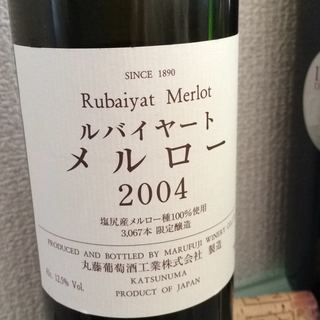 SINCE 1890
Rubaiyat Merlot
ルバイヤート
メルロー
2004
塩尻産メルロー種100%使用
3,067本 限定醸造
PRODUCED AND BOTTLED BY MARUFUJI WINERY
丸藤葡萄酒工業株式会社 製造
KATSUNUMA
Alc. 12.5% Vol.
PRODUCT OF JAPAN